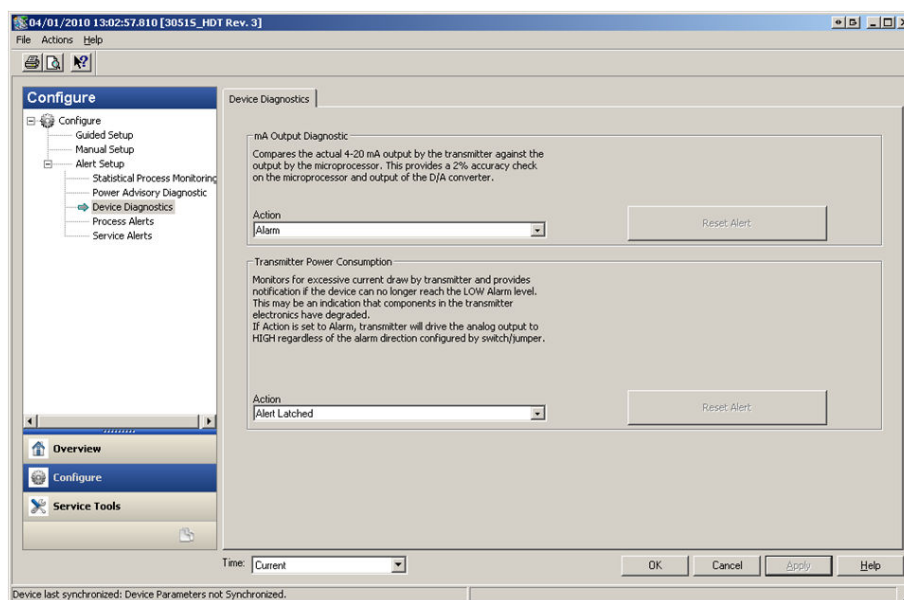 04/01/2010 13:02:57.810 [3051S_HDT Rev. 3]
File Actions Help
Configure
Configure
Guided Setup
Manual Setup
Alert Setup
Statistical Process Monitoring
Power Advisory Diagnostic
Device Diagnostics
Process Alerts
Service Alerts
Overview
Configure
Service Tools
Device Diagnostics
mA Output Diagnostic
Compares the actual 4-20 mA output by the transmitter against the
output by the microprocessor. This provides a 2% accuracy check
on the microprocessor and output of the D/A converter.
Action
Alarm
Reset Alert
Transmitter Power Consumption
Monitors for excessive current draw by transmitter and provides
notification if the device can no longer reach the LOW Alarm level.
This may be an indication that components in the transmitter
electronics have degraded.
If Action is set to Alarm, transmitter will drive the analog output to
HIGH regardless of the alarm direction configured by switch/jumper.
Action
Alert Latched
Reset Alert
Time: Current
OK Cancel Apply Help
Device last synchronized: Device Parameters not Synchronized.